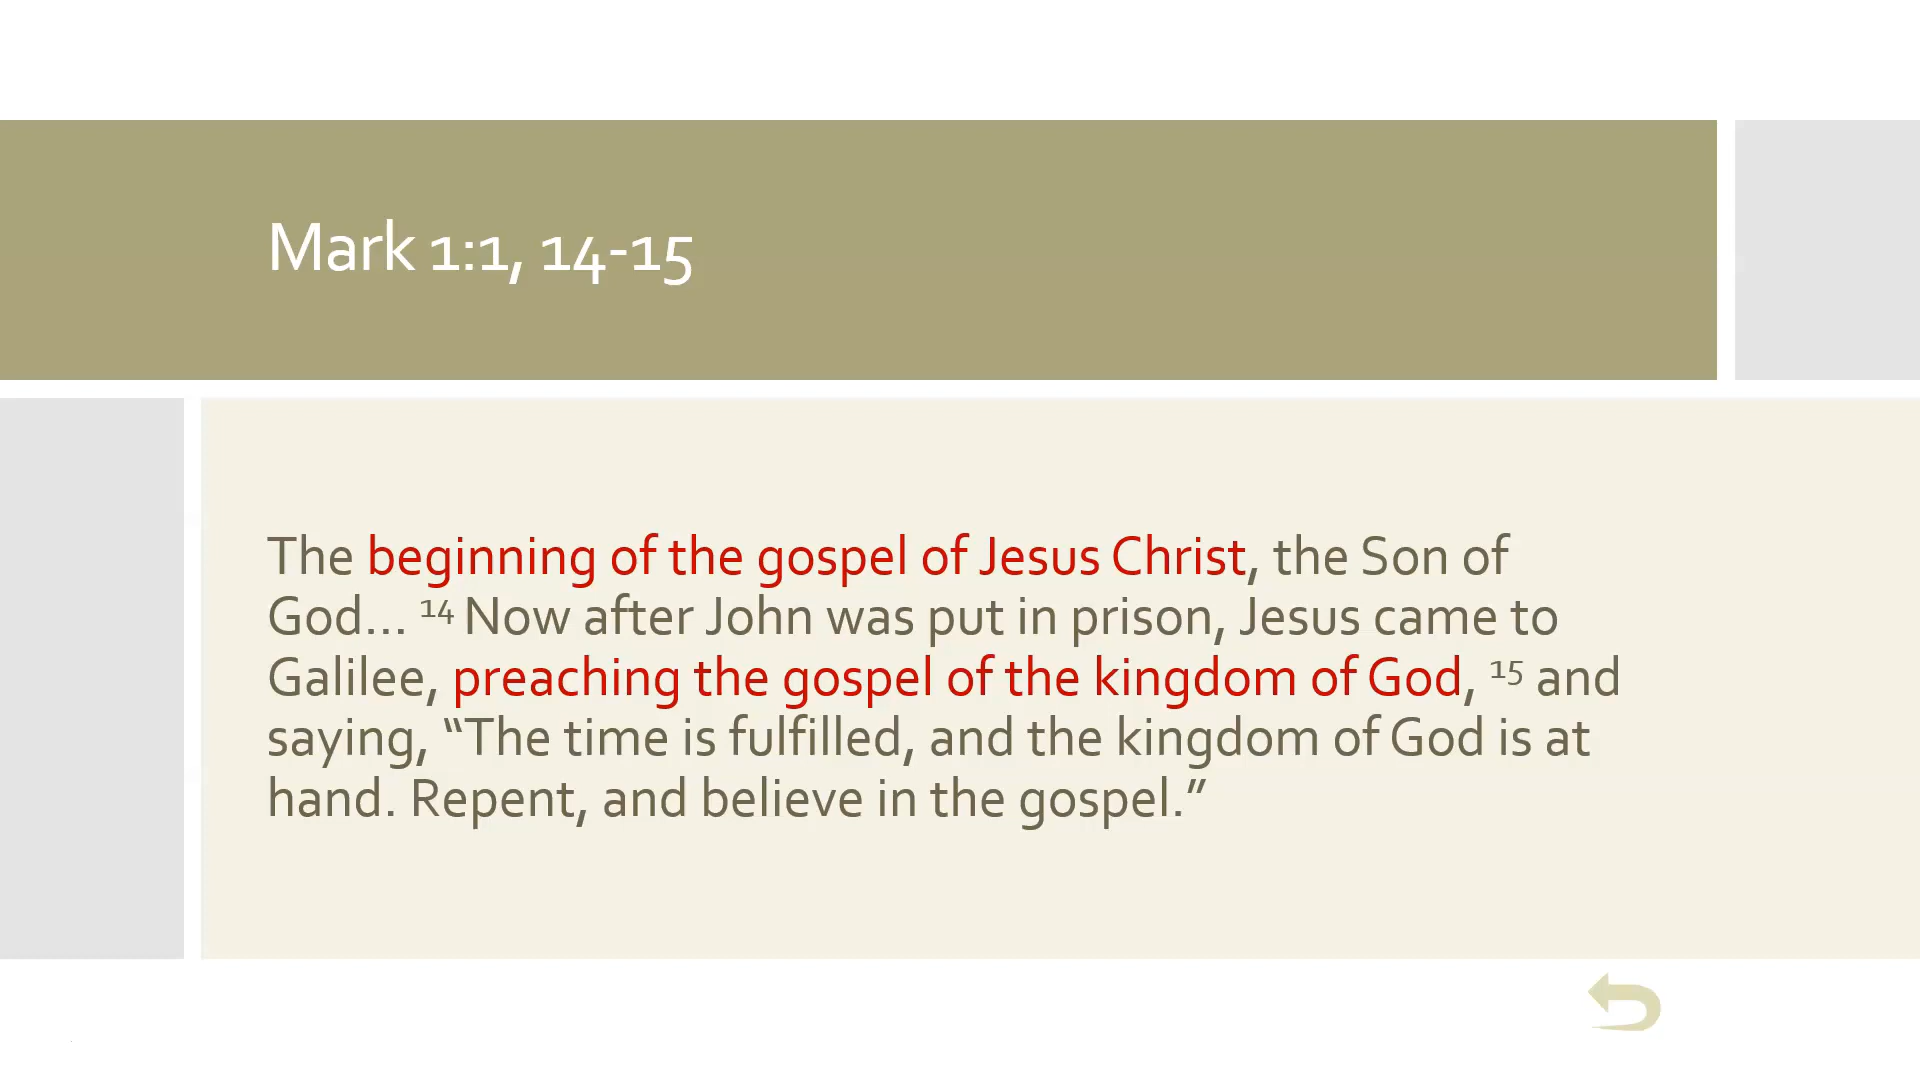 Mark 1:1, 14-15
The beginning of the gospel of Jesus Christ, the Son of
God… 14 Now after John was put in prison, Jesus came to
Galilee, preaching the gospel of the kingdom of God, 15 and
saying, “The time is fulfilled, and the kingdom of God is at
hand. Repent, and believe in the gospel.”